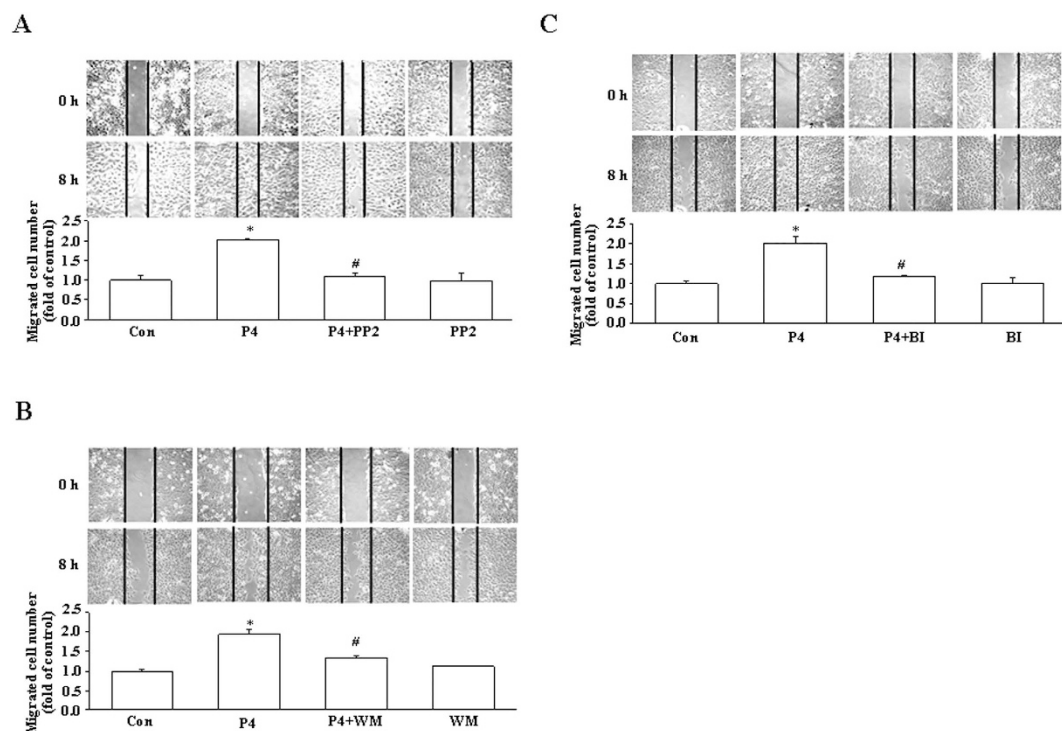 A
0 h
8 h
Migrated cell number
(fold of control)
2.5
2.0
1.5
1.0
0.5
0.0
*
#
Con P4 P4+PP2 PP2
B
0 h
8 h
Migrated cell number
(fold of control)
2.5
2.0
1.5
1.0
0.5
0.0
*
#
Con P4 P4+WM WM
C
0 h
8 h
Migrated cell number
(fold of control)
2.5
2.0
1.5
1.0
0.5
0.0
*
#
Con P4 P4+BI BI